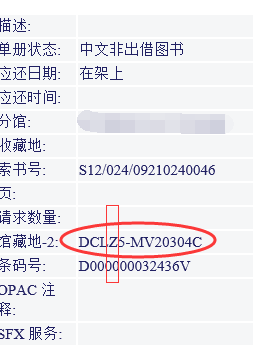 描述:
单册状态: 中文非出借图书
应还日期: 在架上
应还时间:
分馆:
收藏地:
索书号: S12/024/09210240046
页:
请求数量:
馆藏地-2: DCLZ5-MV20304C
条码号: D000000032436V
OPAC 注
释:
SFX 服务: